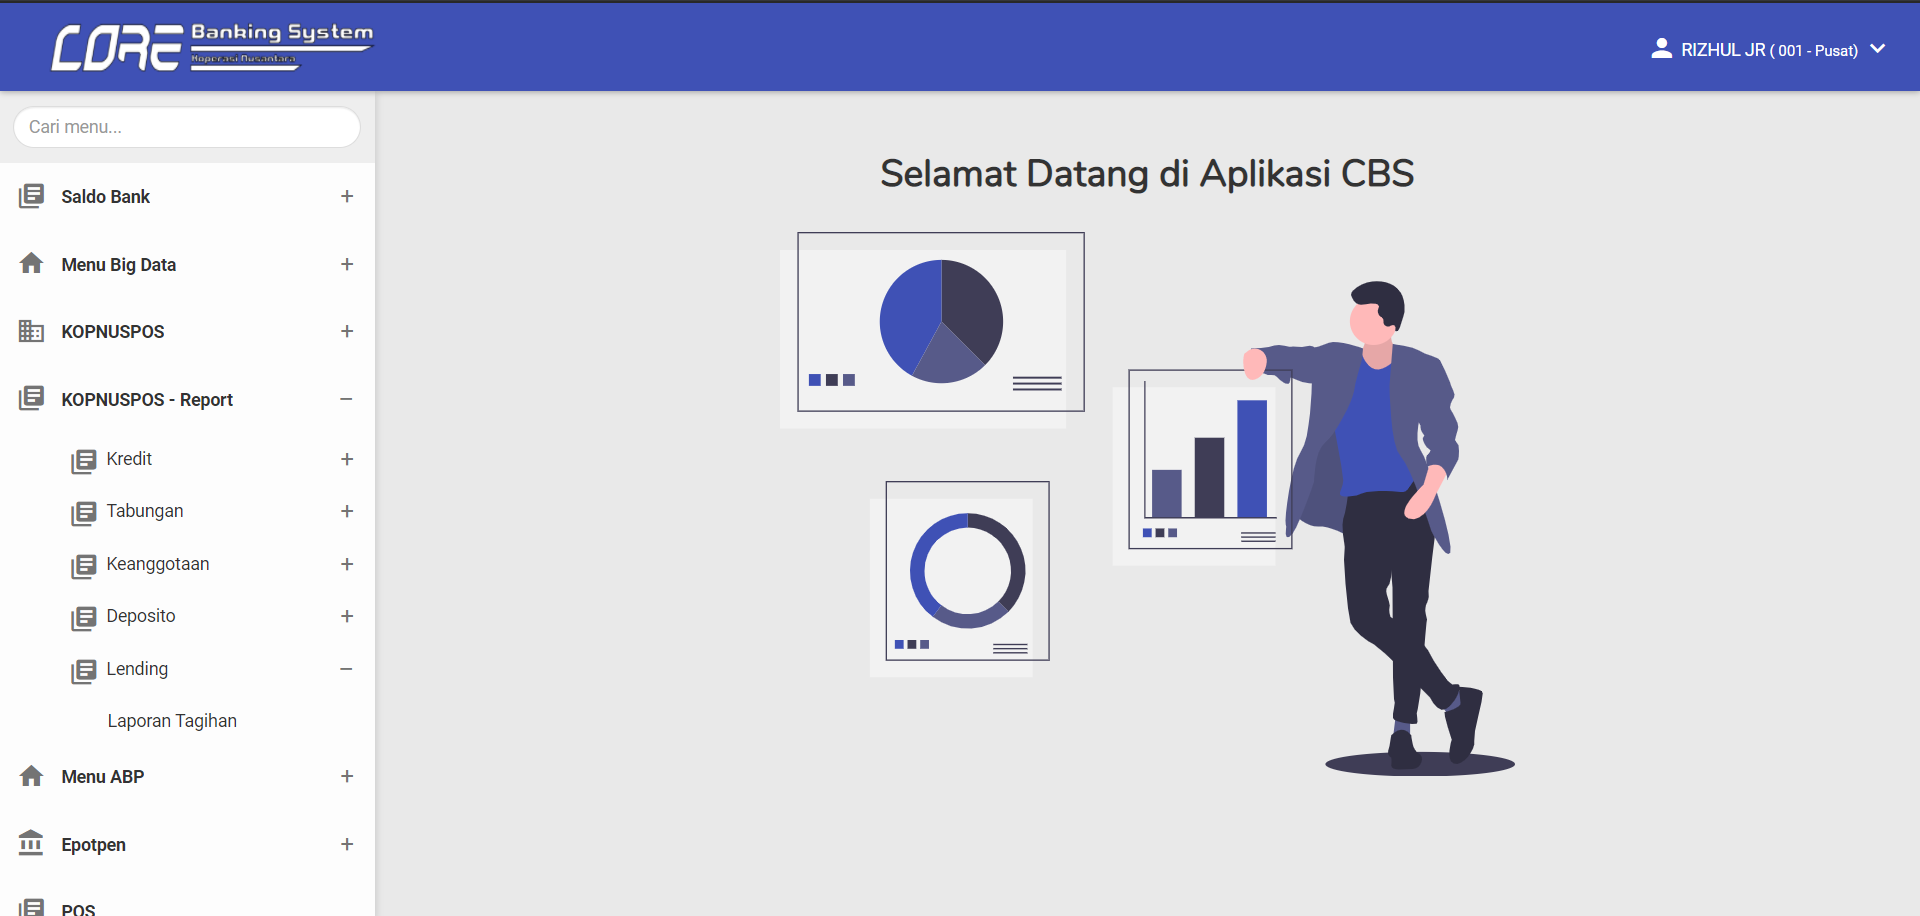 CORE Banking System
Koperasi Nusantara
RIZHUL JR ( 001 - Pusat)
Cari menu...
Saldo Bank
Menu Big Data
KOPNUSPOS
KOPNUSPOS - Report
Kredit
Tabungan
Keanggotaan
Deposito
Lending
Laporan Tagihan
Menu ABP
Epotpen
POS
Selamat Datang di Aplikasi CBS